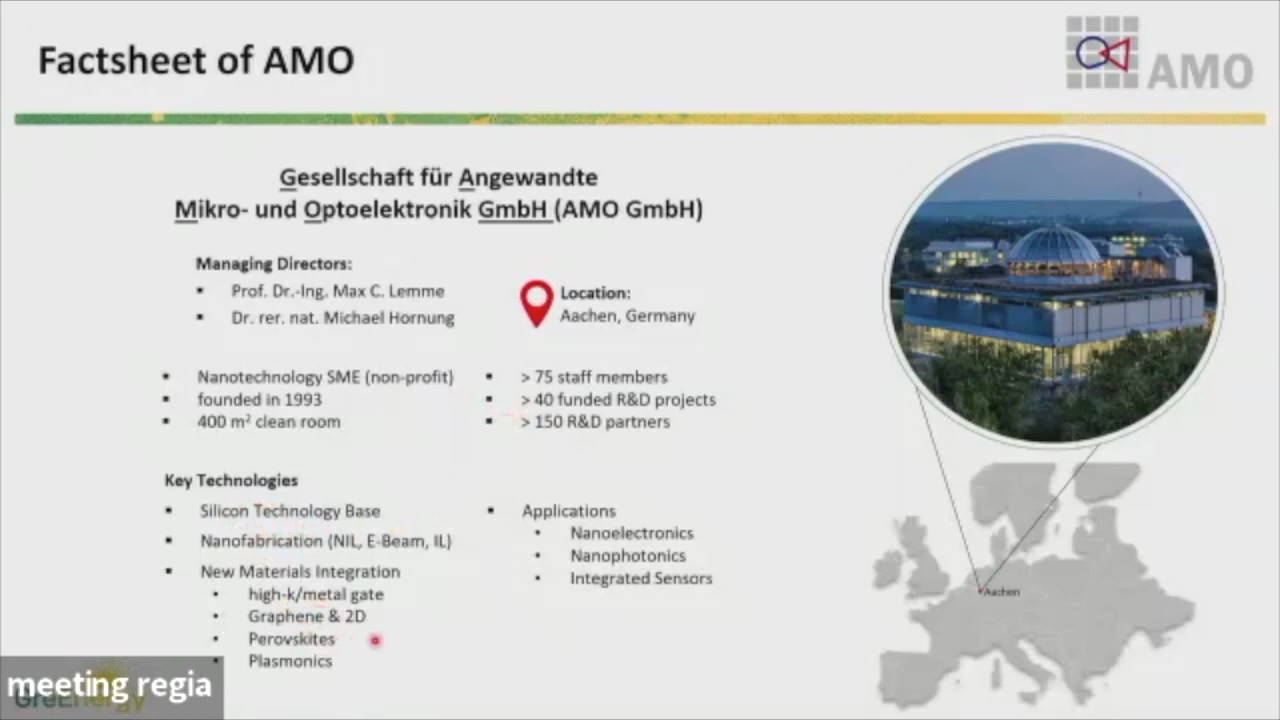 Factsheet of AMO
AMO
Gesellschaft für Angewandte
Mikro- und Optoelektronik GmbH (AMO GmbH)
Managing Directors:
Prof. Dr.-Ing. Max C. Lemme
Dr. rer. nat. Michael Hornung
Location:
Aachen, Germany
Nanotechnology SME (non-profit)
founded in 1993
400 m² clean room
> 75 staff members
> 40 funded R&D projects
> 150 R&D partners
Key Technologies
Silicon Technology Base
Nanofabrication (NIL, E-Beam, IL)
New Materials Integration
high-k/metal gate
Graphene & 2D
Perovskites
Plasmonics
Applications
Nanoelectronics
Nanophotonics
Integrated Sensors
Aachen
meeting regia
GreEnergy